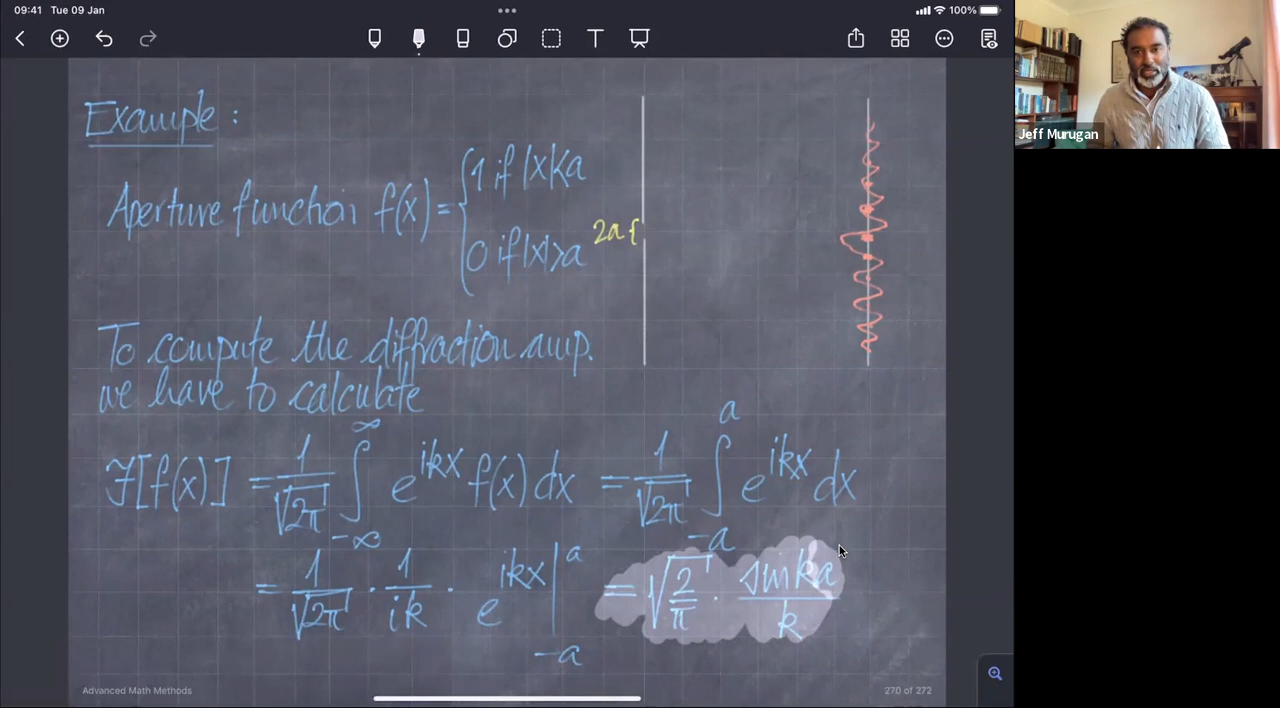 09:41 Tue 09 Jan
100%
Jeff Murugan
Example :
Aperture function f(x) = { 1 if |x|<a
0 if |x|>a
2a {
To compute the diffraction amp.
we have to calculate
ℱ[f(x)] = 1/√2π ∫_{-∞}^{∞} e^{ikx} f(x) dx = 1/√2π ∫_{-a}^{a} e^{ikx} dx
= 1/√2π · 1/ik · e^{ikx} |_{-a}^{a} = √(2/π) · sin ka / k
Advanced Math Methods
270 of 272